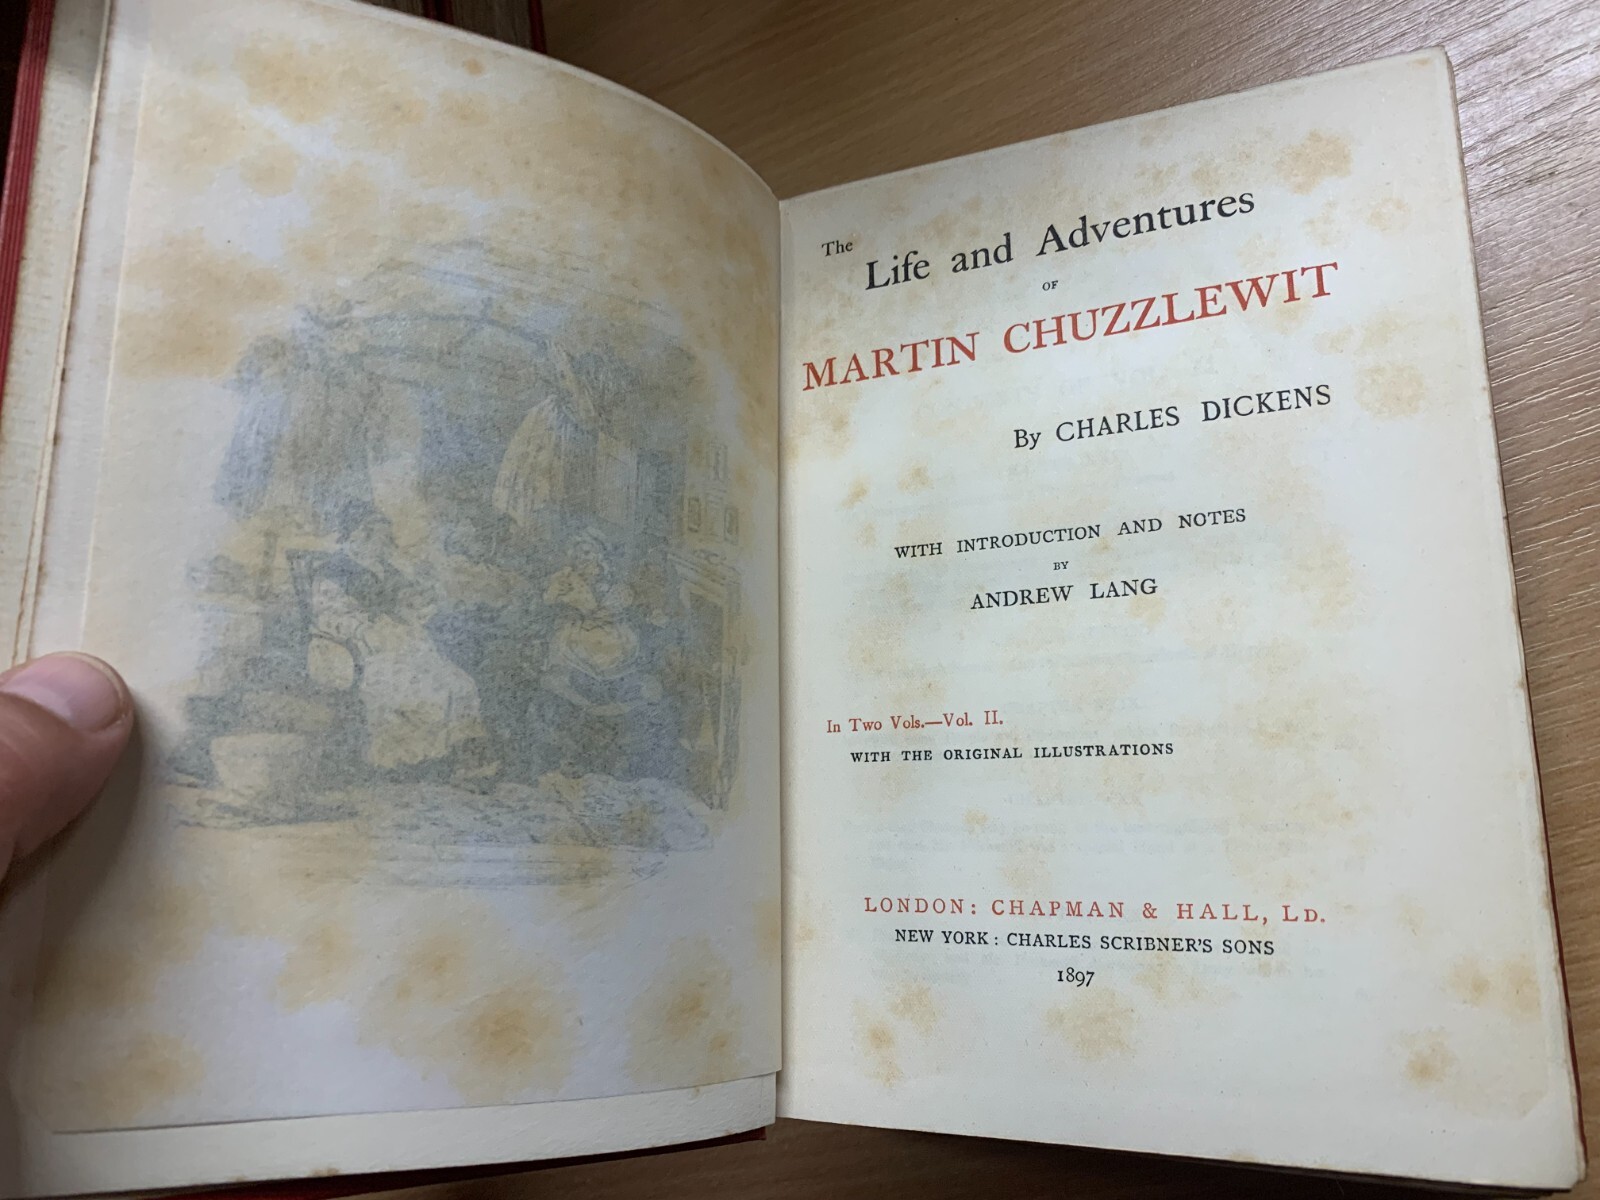 The Life and Adventures
OF
MARTIN CHUZZLEWIT
By CHARLES DICKENS
WITH INTRODUCTION AND NOTES
BY
ANDREW LANG
In Two Vols.—Vol. II.
WITH THE ORIGINAL ILLUSTRATIONS
LONDON: CHAPMAN & HALL, LD.
NEW YORK: CHARLES SCRIBNER'S SONS
1897